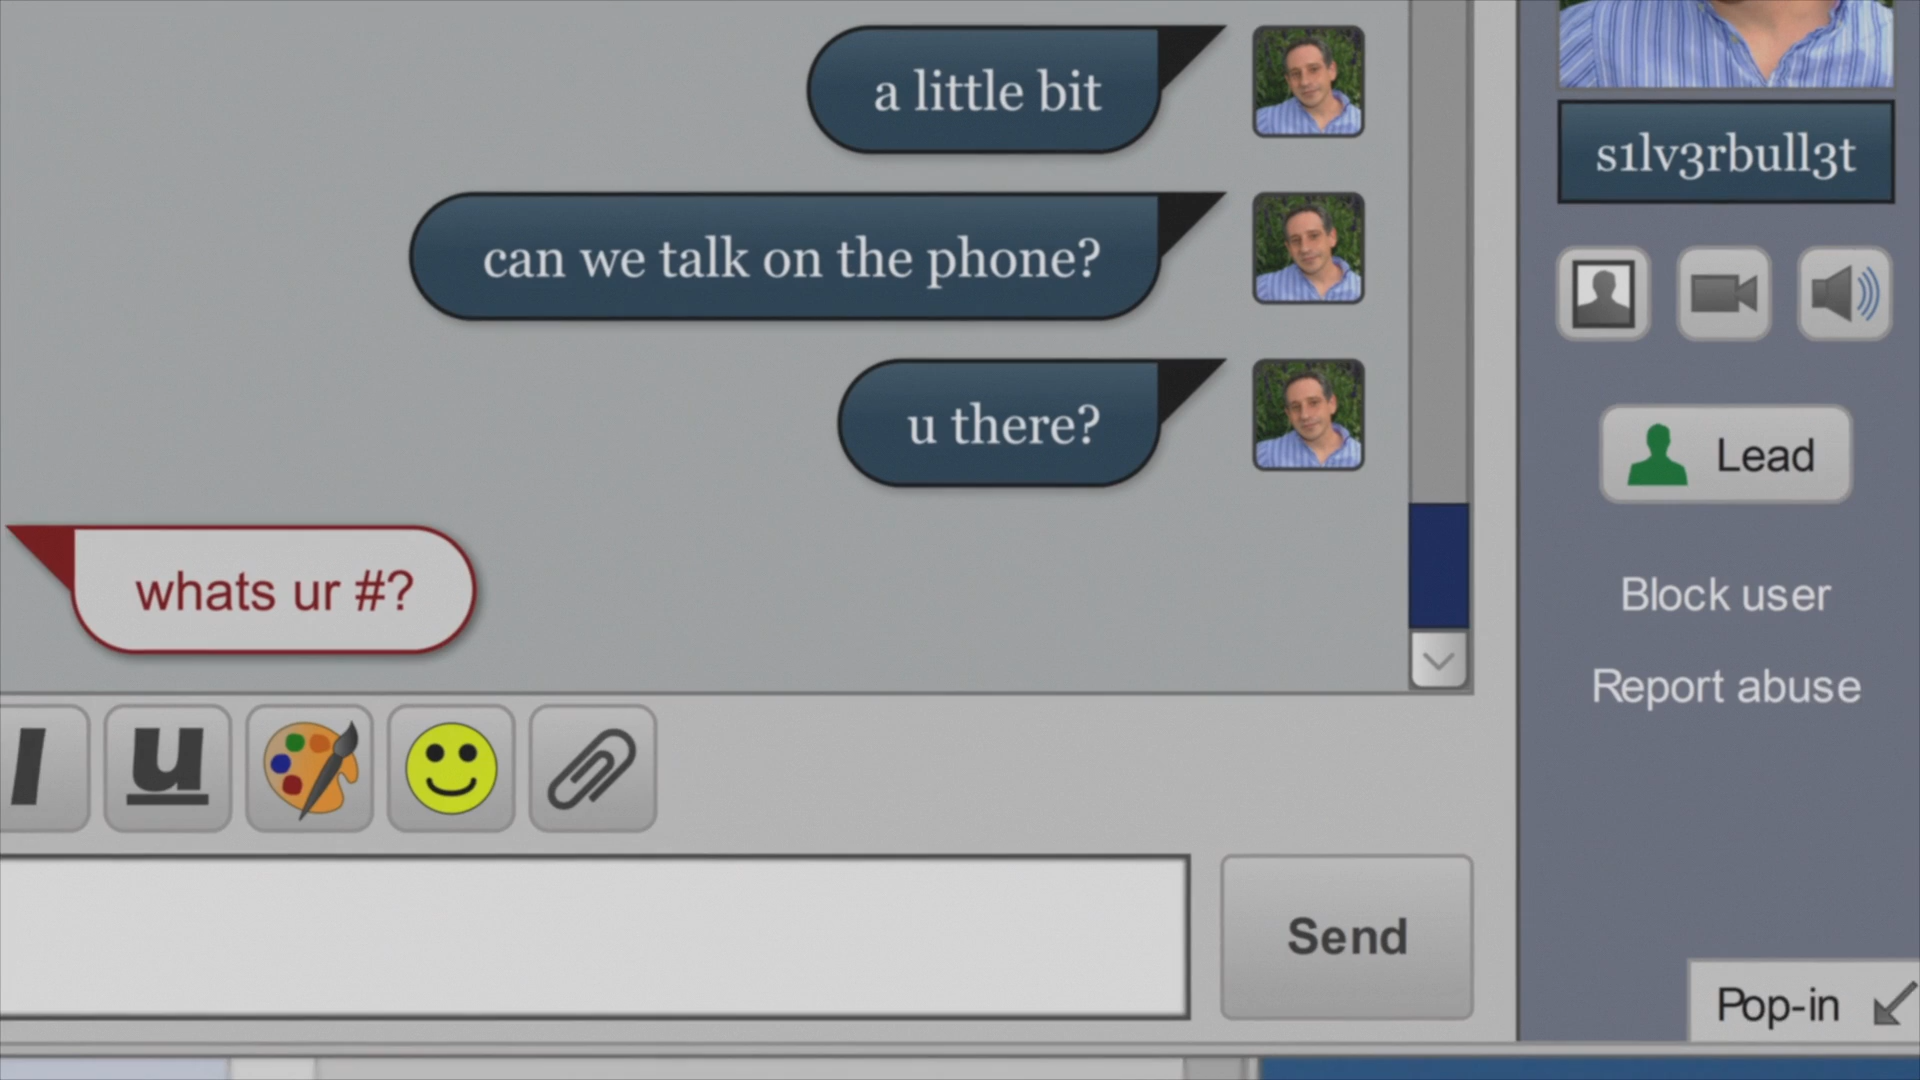 a little bit
s1lv3rbull3t
can we talk on the phone?
u there?
Lead
whats ur #?
Block user
Report abuse
I
u
Send
Pop-in